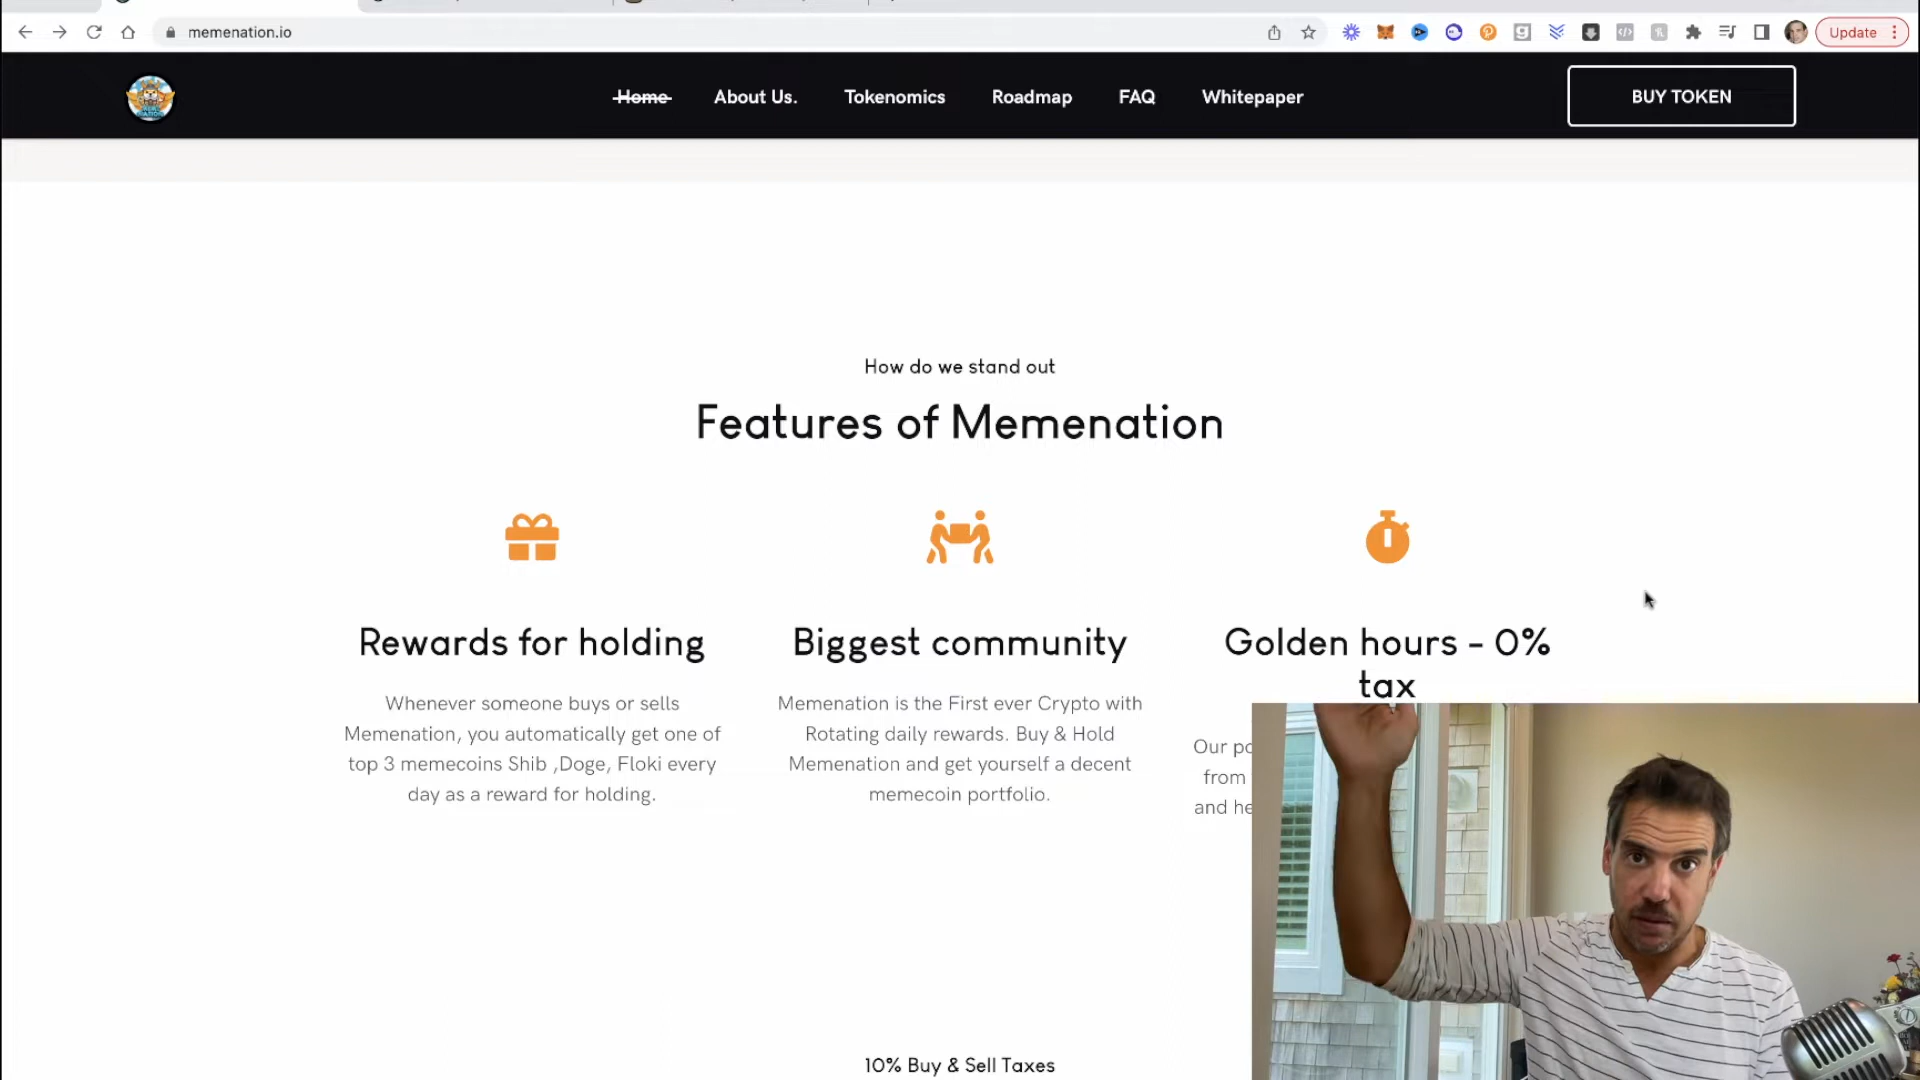 memenation.io
Update
Home
About Us.
Tokenomics
Roadmap
FAQ
Whitepaper
BUY TOKEN
How do we stand out
Features of Memenation
Rewards for holding
Whenever someone buys or sells
Memenation, you automatically get one of
top 3 memecoins Shib ,Doge, Floki every
day as a reward for holding.
Biggest community
Memenation is the First ever Crypto with
Rotating daily rewards. Buy & Hold
Memenation and get yourself a decent
memecoin portfolio.
Golden hours - 0%
tax
Our
from
and
10% Buy & Sell Taxes